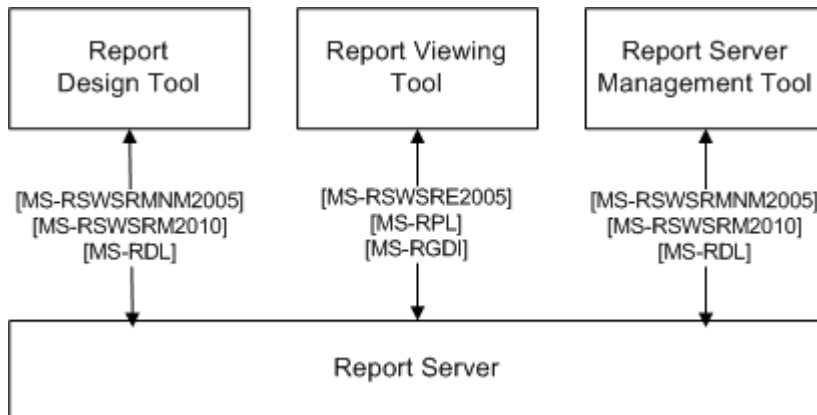 Report
Design Tool
Report Viewing
Tool
Report Server
Management Tool
[MS-RSWSRMNM2005]
[MS-RSWSRM2010]
[MS-RDL]
[MS-RSWSRE2005]
[MS-RPL]
[MS-RGDI]
[MS-RSWSRMNM2005]
[MS-RSWSRM2010]
[MS-RDL]
Report Server